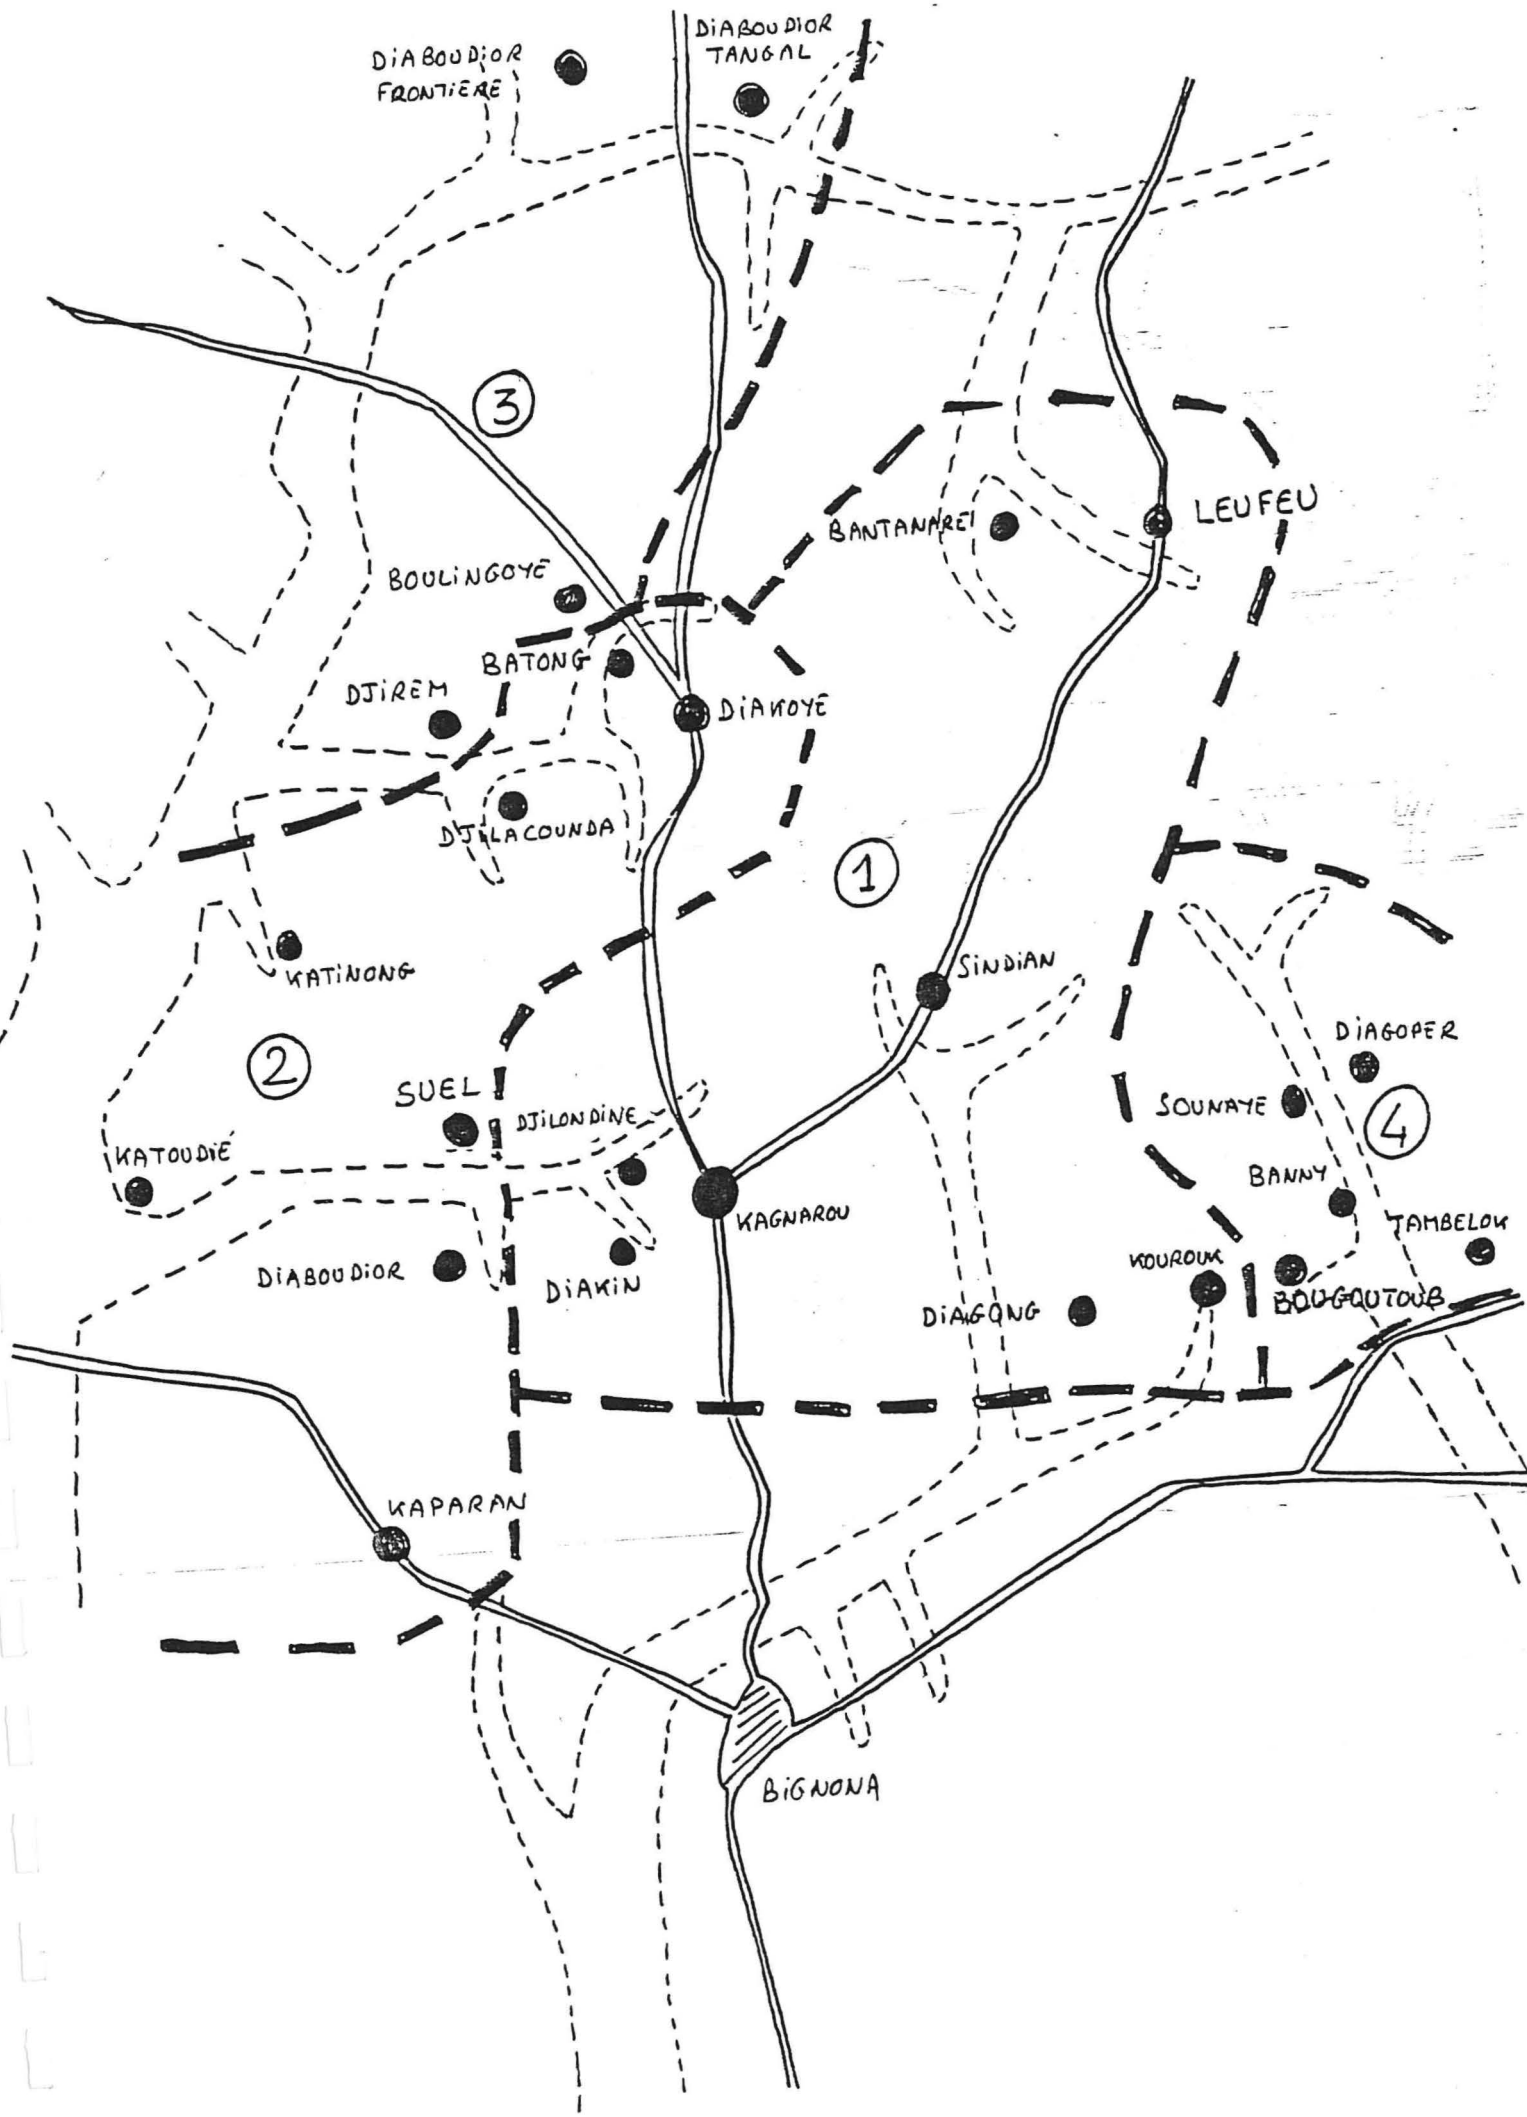 DiABOUDiOR
FRONTIERE
DIABOUDIOR
TANGAL
3
LEUFEU
BANTANARE
BOULiNGOYE
BATONG
DJiREM
DiAKOYE
DJiLACOUNDA
1
KATiNONG
SiNDiAN
2
DiAGOPER
SUEL
DJiLONDiNE
SOUNAYE
4
KATOUDiE
BANNY
KAGNAROU
TAMBELOK
KOUROUK
DiABOUDiOR
DiAKiN
DiAGONG
BOUGOUTOUB
KAPARAN
BiGNONA